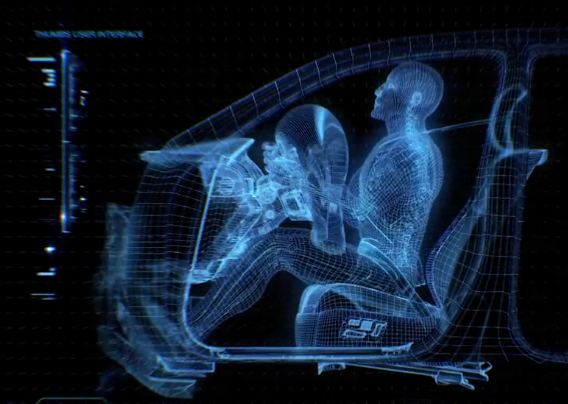 THUMBS USER INTERFACE